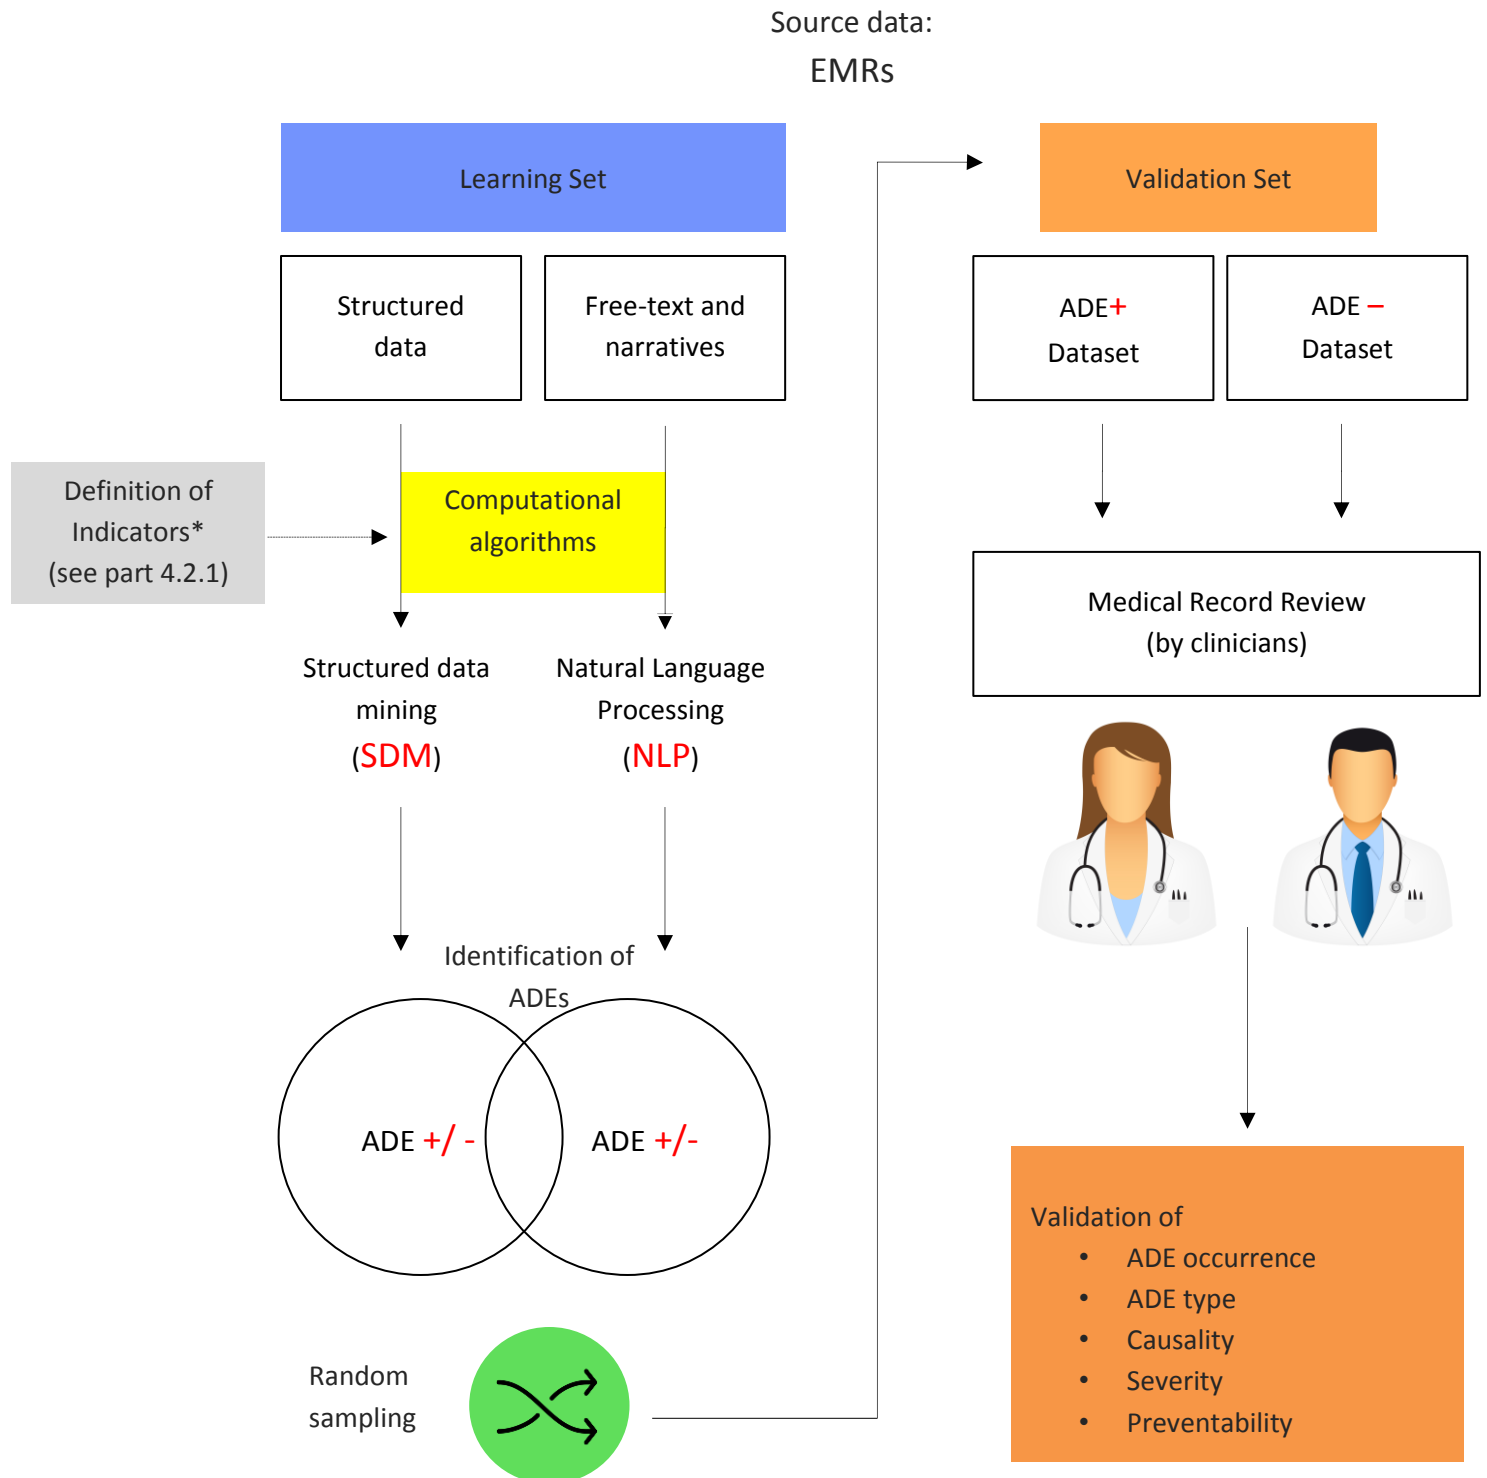 Source data:
EMRs
Learning Set
Structured
data
Free-text and
narratives
Definition of
Indicators*
(see part 4.2.1)
Computational
algorithms
Structured data
mining
(SDM)
Natural Language
Processing
(NLP)
Identification of
ADEs
ADE +/ -
ADE +/-
Random
sampling
Validation Set
ADE+
Dataset
ADE –
Dataset
Medical Record Review
(by clinicians)
Validation of
• ADE occurrence
• ADE type
• Causality
• Severity
• Preventability